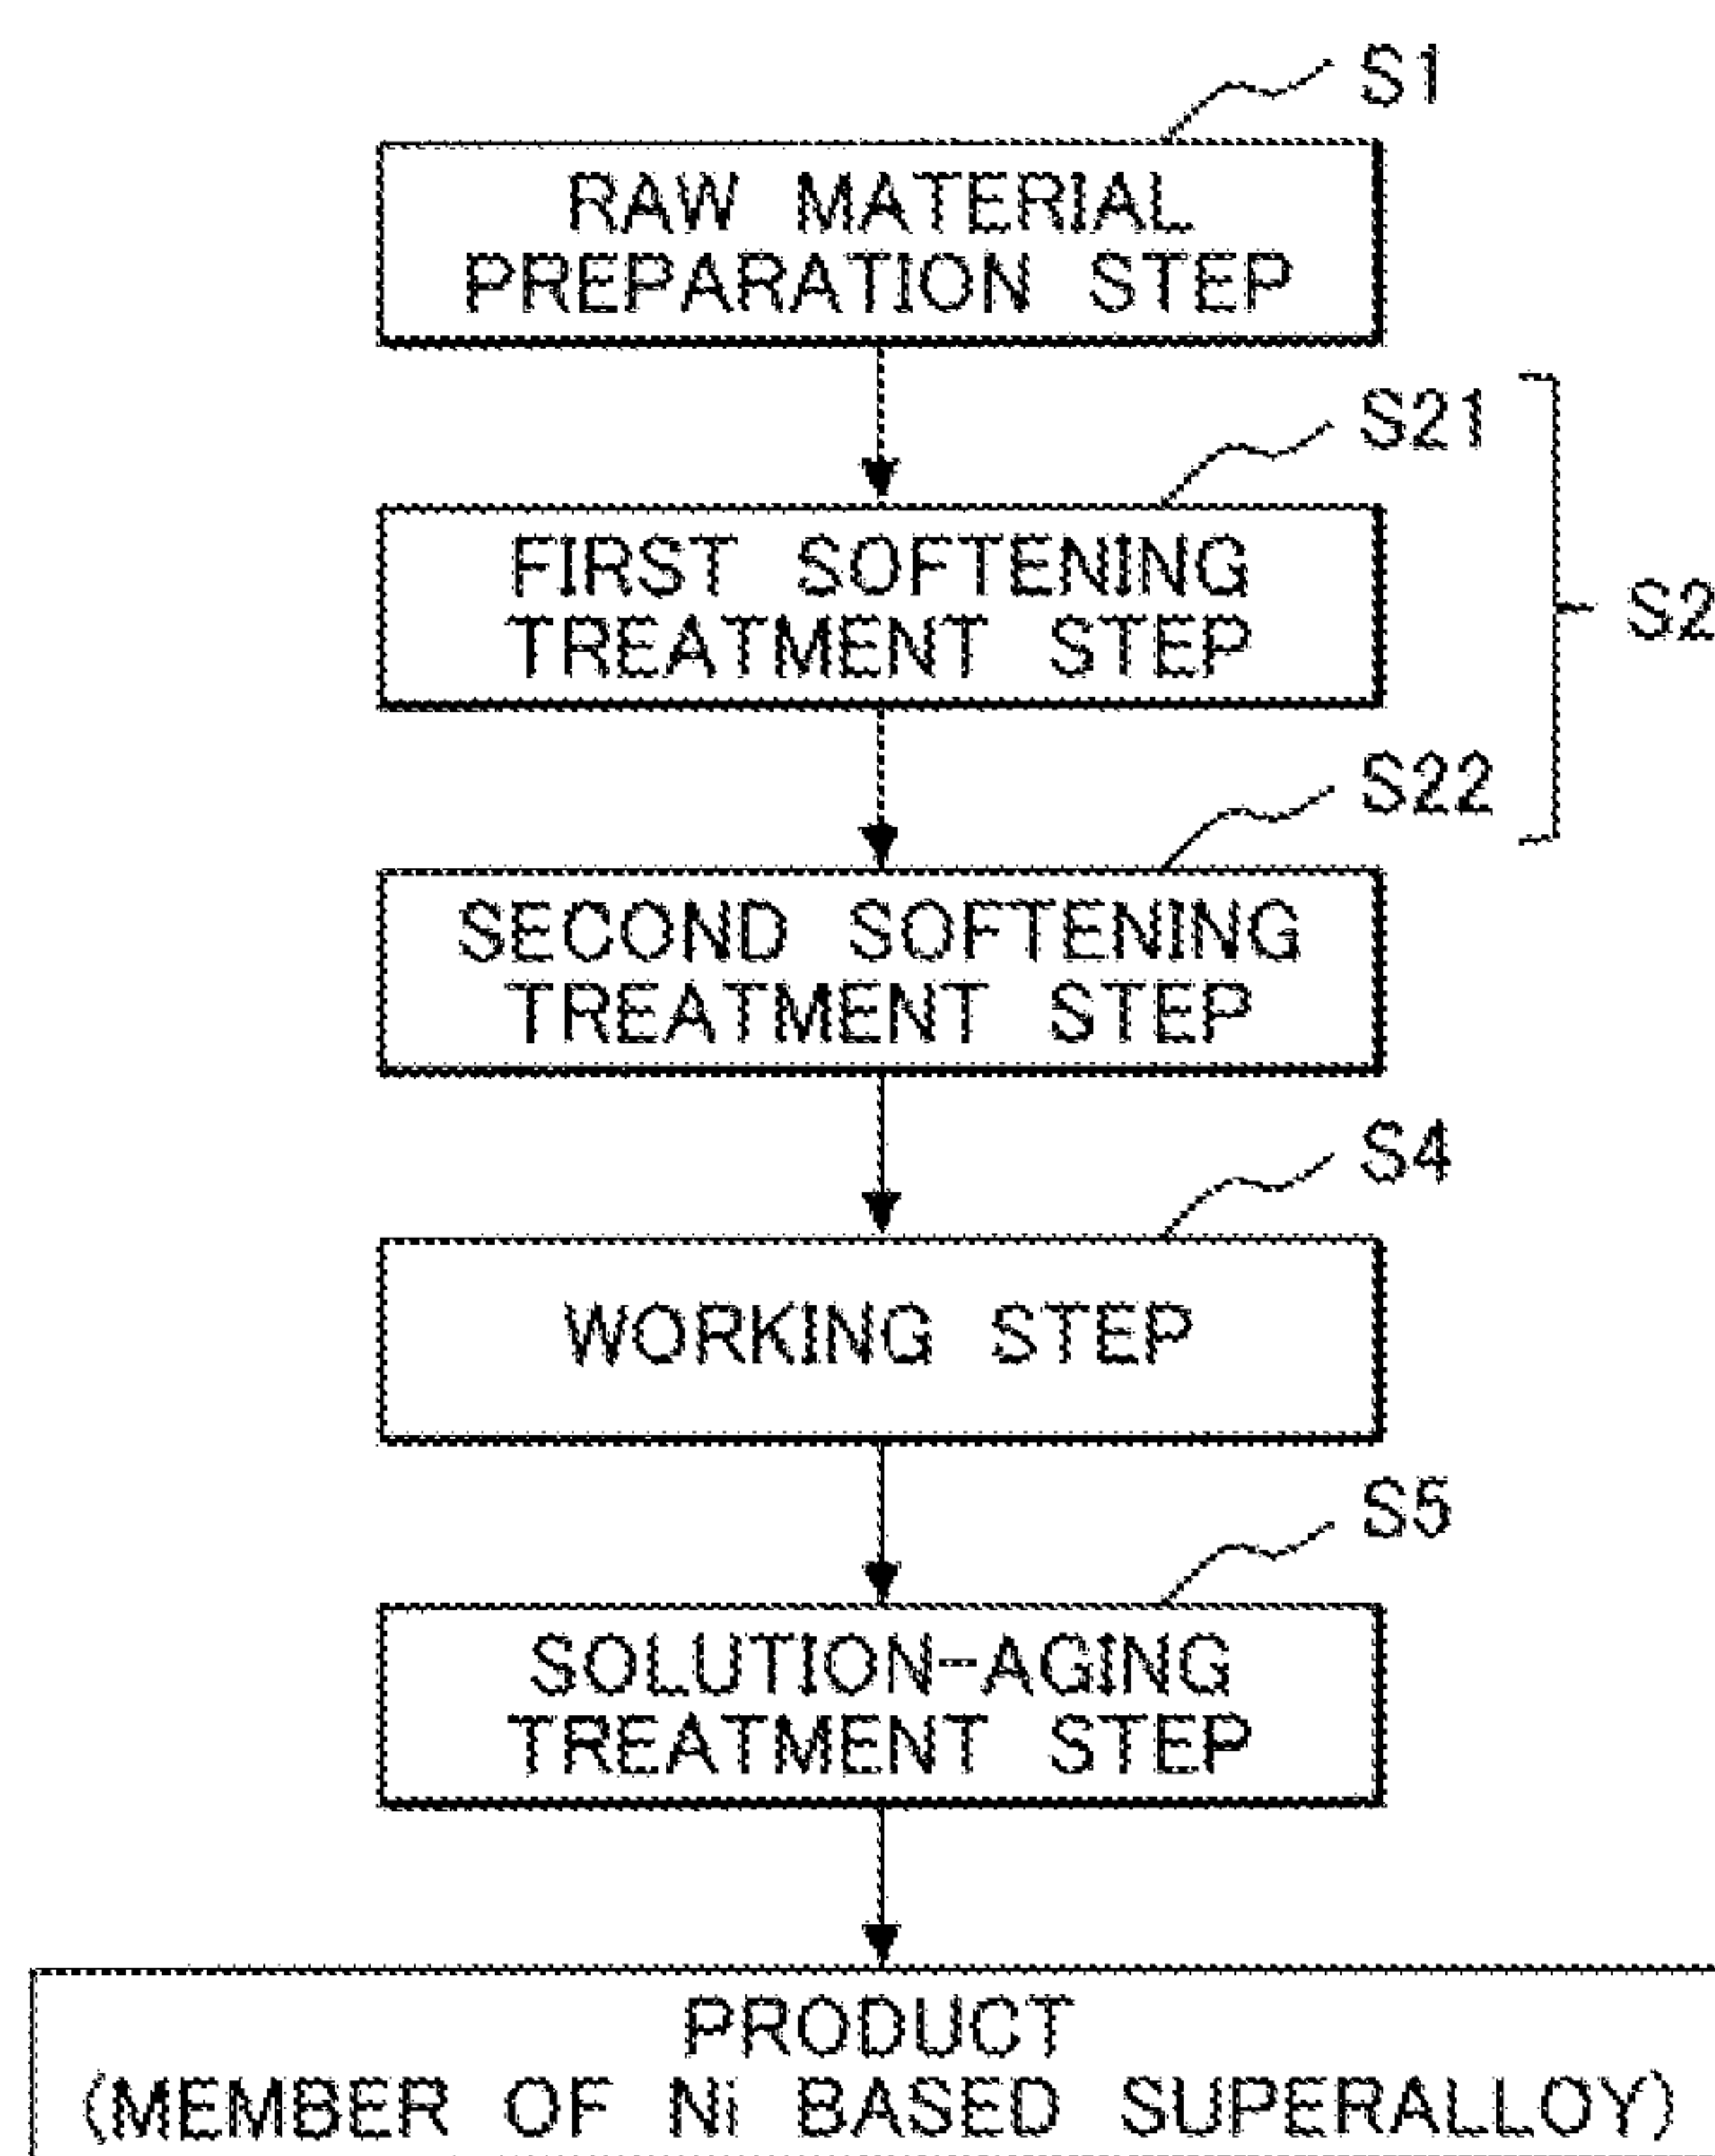 S1
RAW MATERIAL
PREPARATION STEP
S21
FIRST SOFTENING
TREATMENT STEP
S2
S22
SECOND SOFTENING
TREATMENT STEP
S4
WORKING STEP
S5
SOLUTION-AGING
TREATMENT STEP
PRODUCT
(MEMBER OF Ni BASED SUPERALLOY)